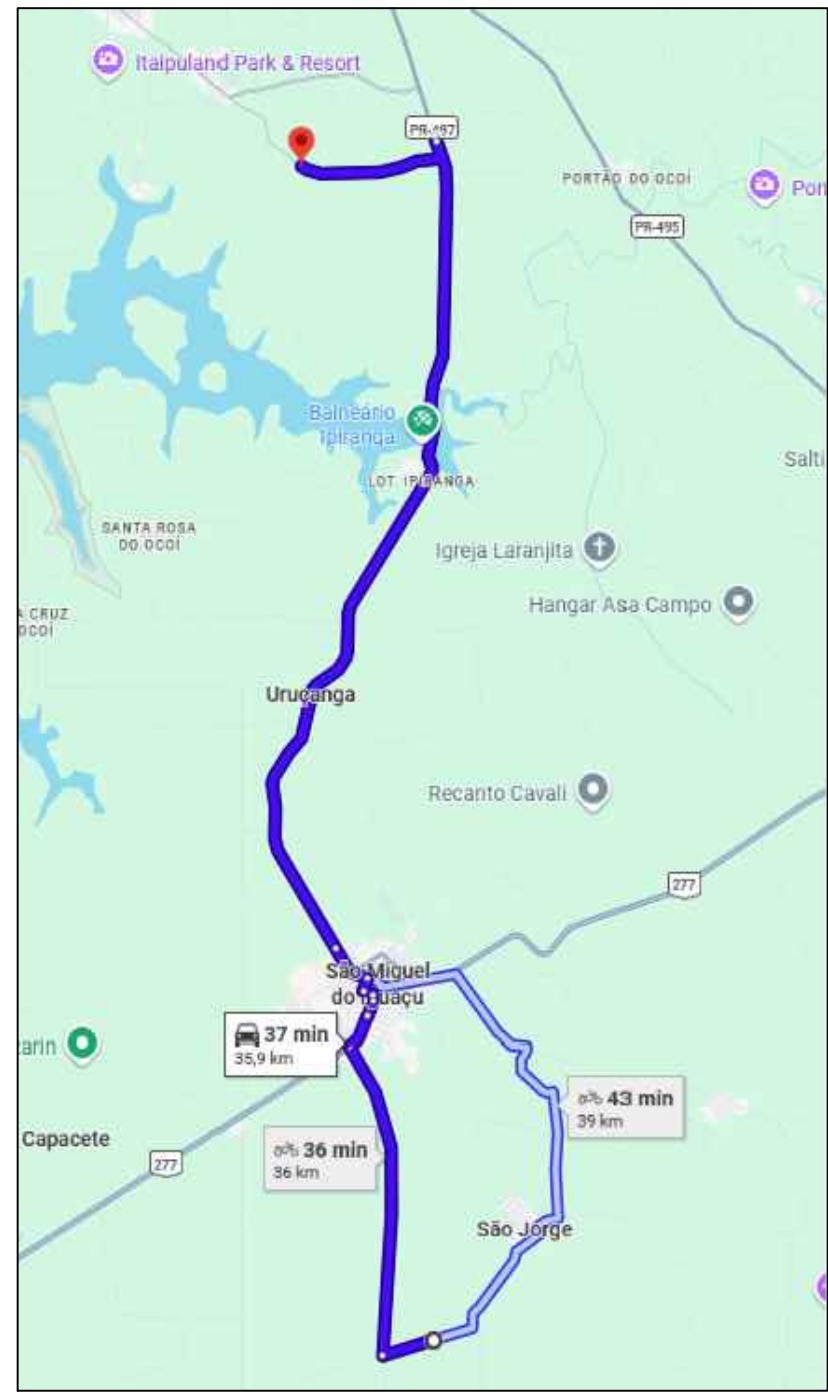 Itaipuland Park & Resort
PR-497
PORTÃO DO OCOÍ
Por
PR-495
Balneário
Ipiranga
Salti
LOT. IPIRANGA
SANTA ROSA
DO OCOÍ
Igreja Laranjita
Hangar Asa Campo
A CRUZ
OCOÍ
Uruçanga
Recanto Cavali
277
São Miguel
do Iguaçu
37 min
35,9 km
arin
43 min
39 km
Capacete
36 min
36 km
277
São Jorge